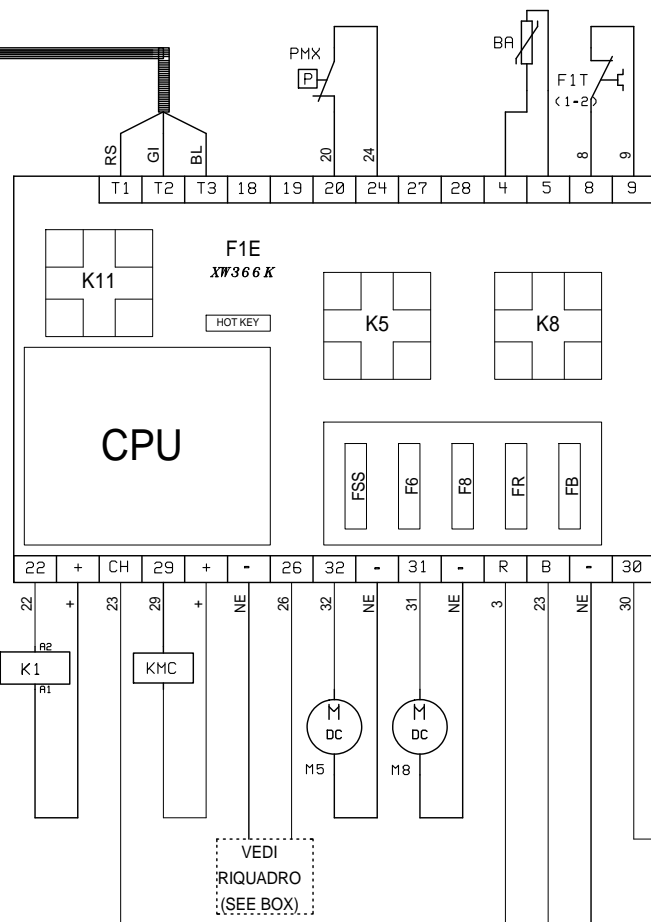 PMX
P
BA
F1T
(1-2)
RS
GI
BL
20
24
8
9
T1 T2 T3 18 19 20 24 27 28 4 5 8 9
K11
F1E
XW366K
HOT KEY
K5
K8
CPU
FSS
F6
F8
FR
FB
22 + CH 29 + - 26 32 - 31 - R B - 30
22
+
23
29
+
NE
26
32
NE
31
NE
3
23
NE
30
A2
K1
A1
KMC
M
DC
M5
M
DC
M8
VEDI
RIQUADRO
(SEE BOX)